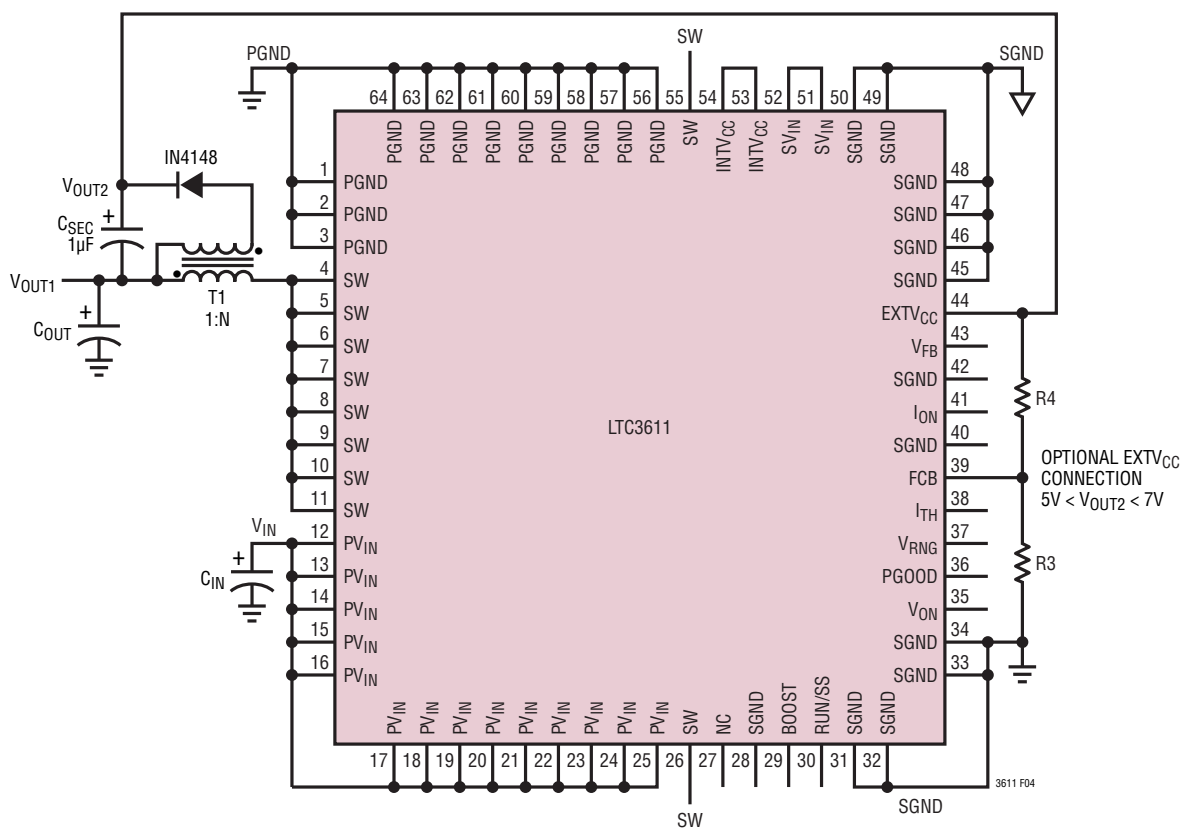 SW
PGND
SGND
64 63 62 61 60 59 58 57 56 55 54 53 52 51 50 49
PGND PGND PGND PGND PGND PGND PGND PGND PGND SW INTVCC INTVCC SVIN SVIN SGND SGND
IN4148
VOUT2
CSEC
1µF
+
VOUT1
T1
1:N
COUT
+
1 PGND
2 PGND
3 PGND
4 SW
5 SW
6 SW
7 SW
8 SW
9 SW
10 SW
11 SW
VIN
CIN
+
12 PVIN
13 PVIN
14 PVIN
15 PVIN
16 PVIN
LTC3611
SGND 48
SGND 47
SGND 46
SGND 45
EXTVCC 44
VFB 43
SGND 42
ION 41
SGND 40
FCB 39
ITH 38
VRNG 37
PGOOD 36
VON 35
SGND 34
SGND 33
R4
OPTIONAL EXTVCC
CONNECTION
5V < VOUT2 < 7V
R3
PVIN PVIN PVIN PVIN PVIN PVIN PVIN PVIN PVIN SW NC SGND BOOST RUN/SS SGND SGND
17 18 19 20 21 22 23 24 25 26 27 28 29 30 31 32
3611 F04
SGND
SW